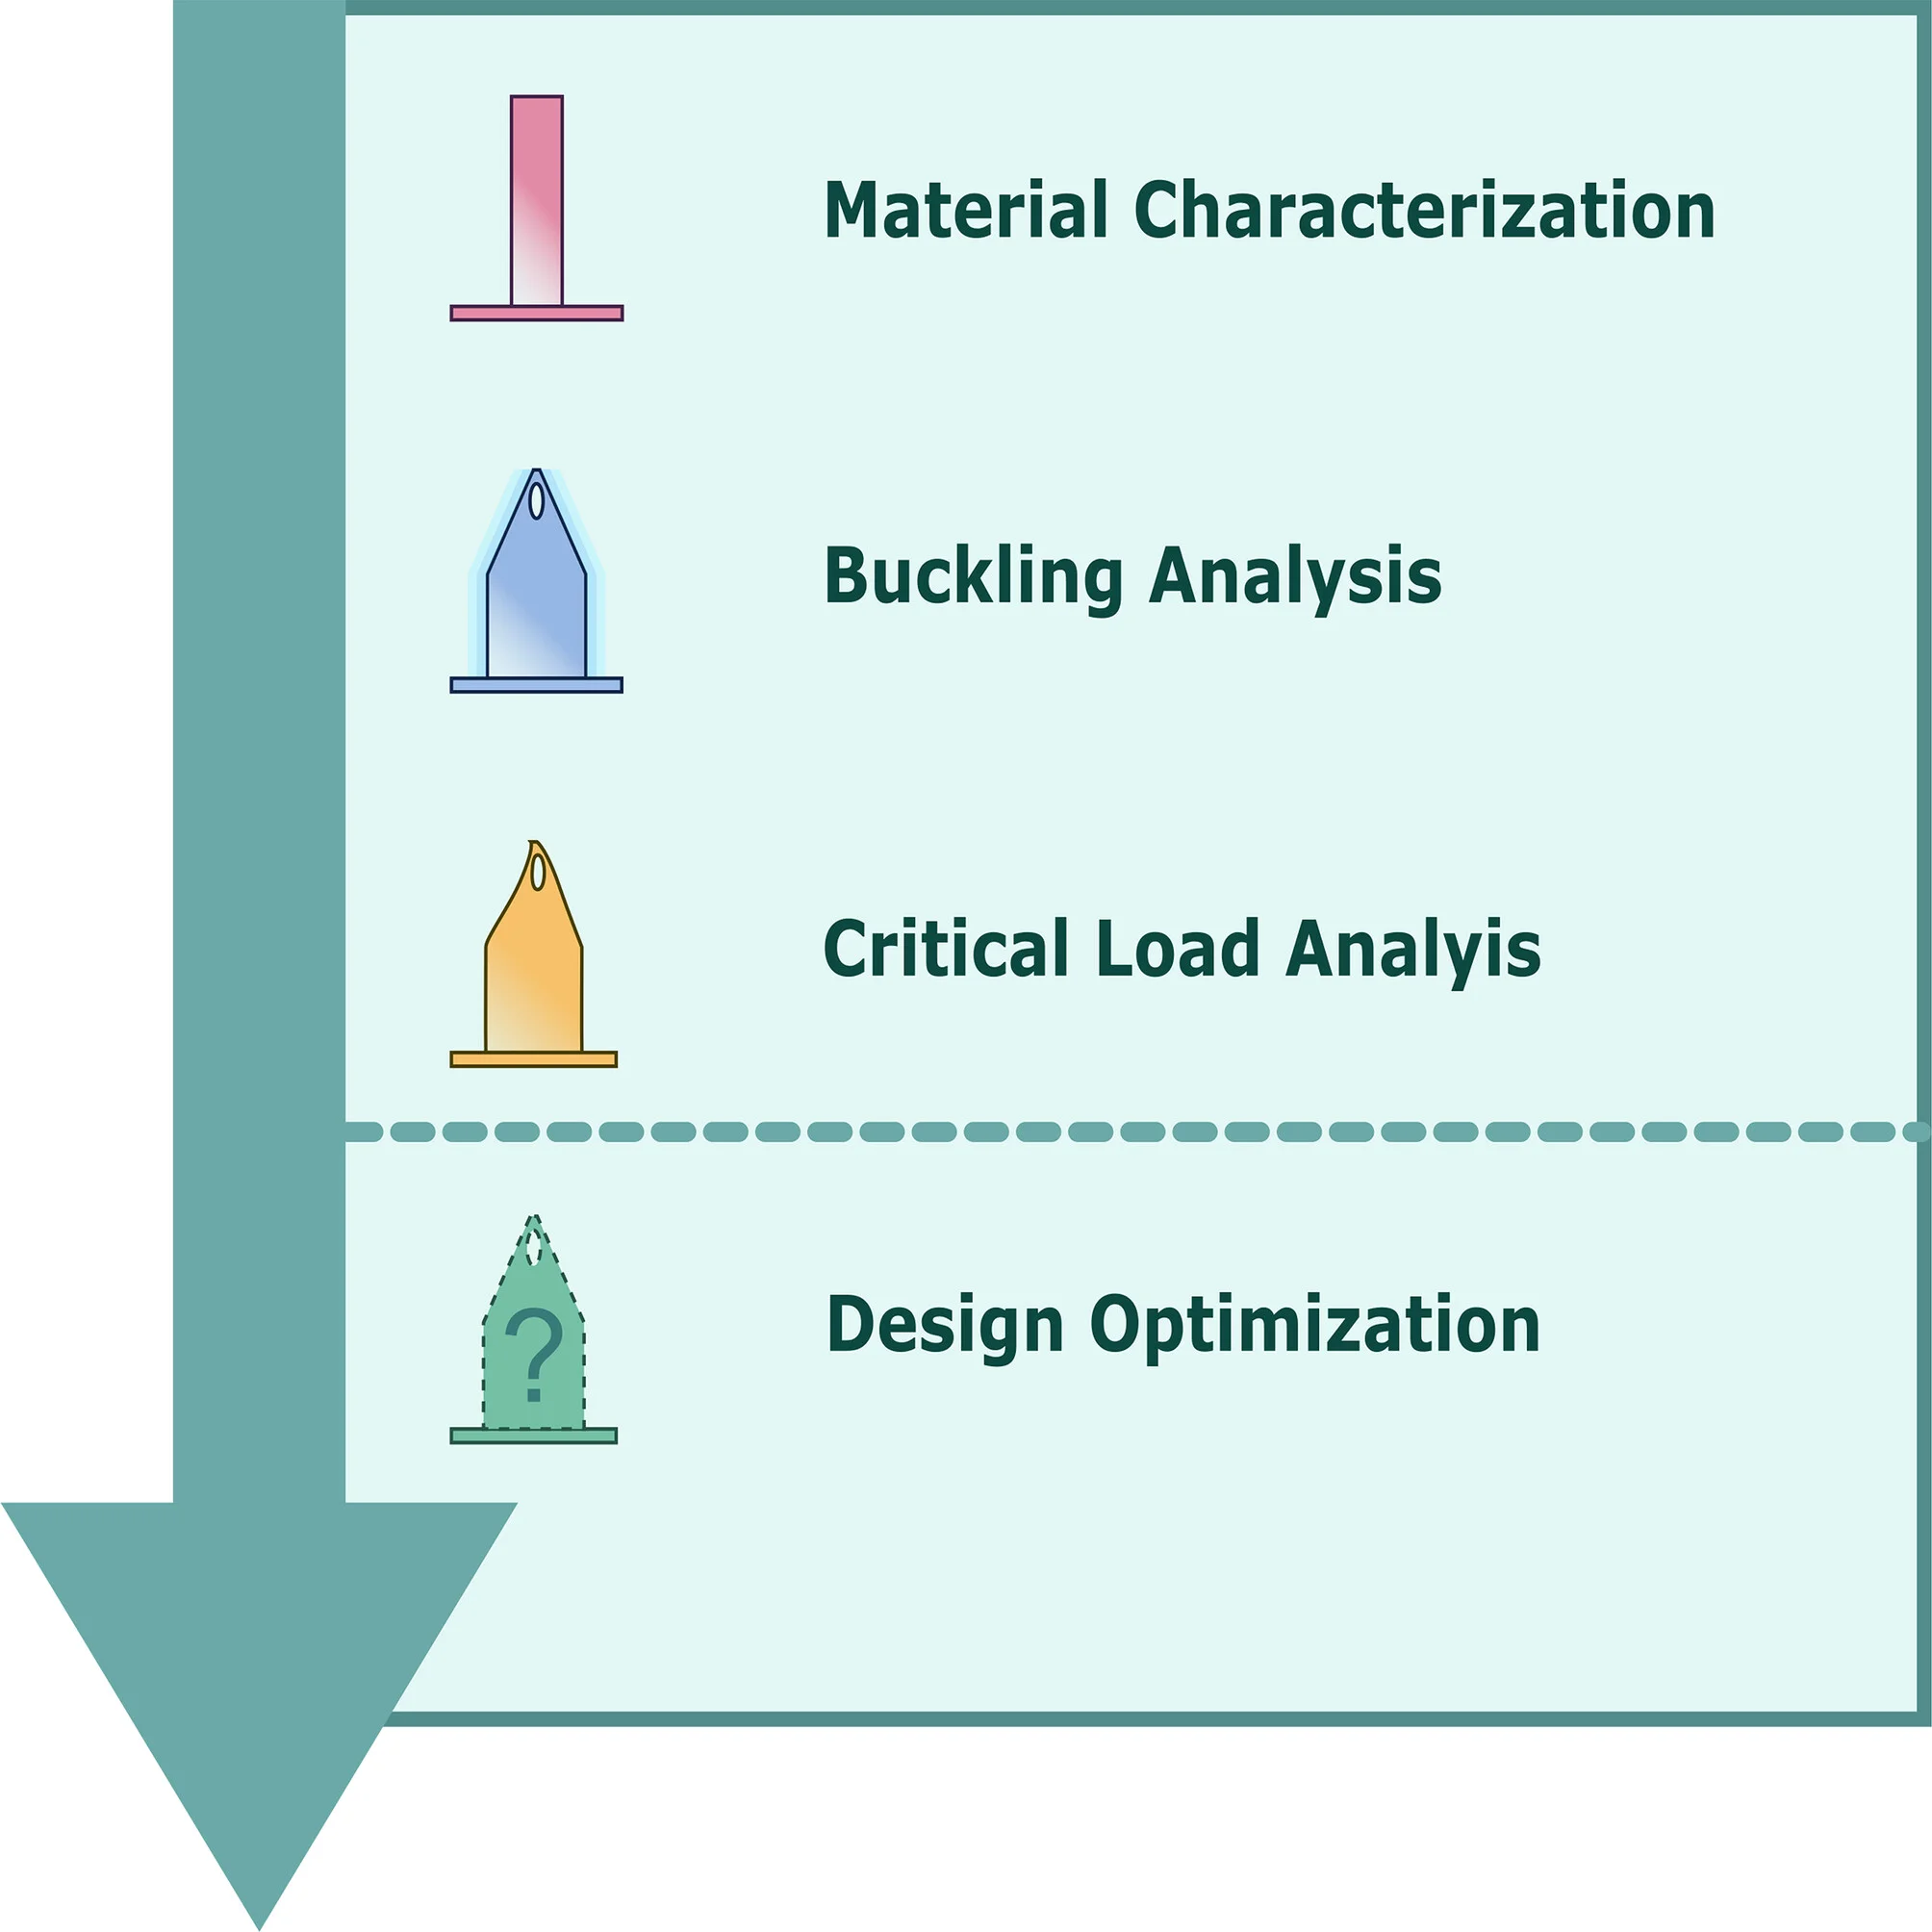 Material Characterization
Buckling Analysis
Critical Load Analyis
?
Design Optimization